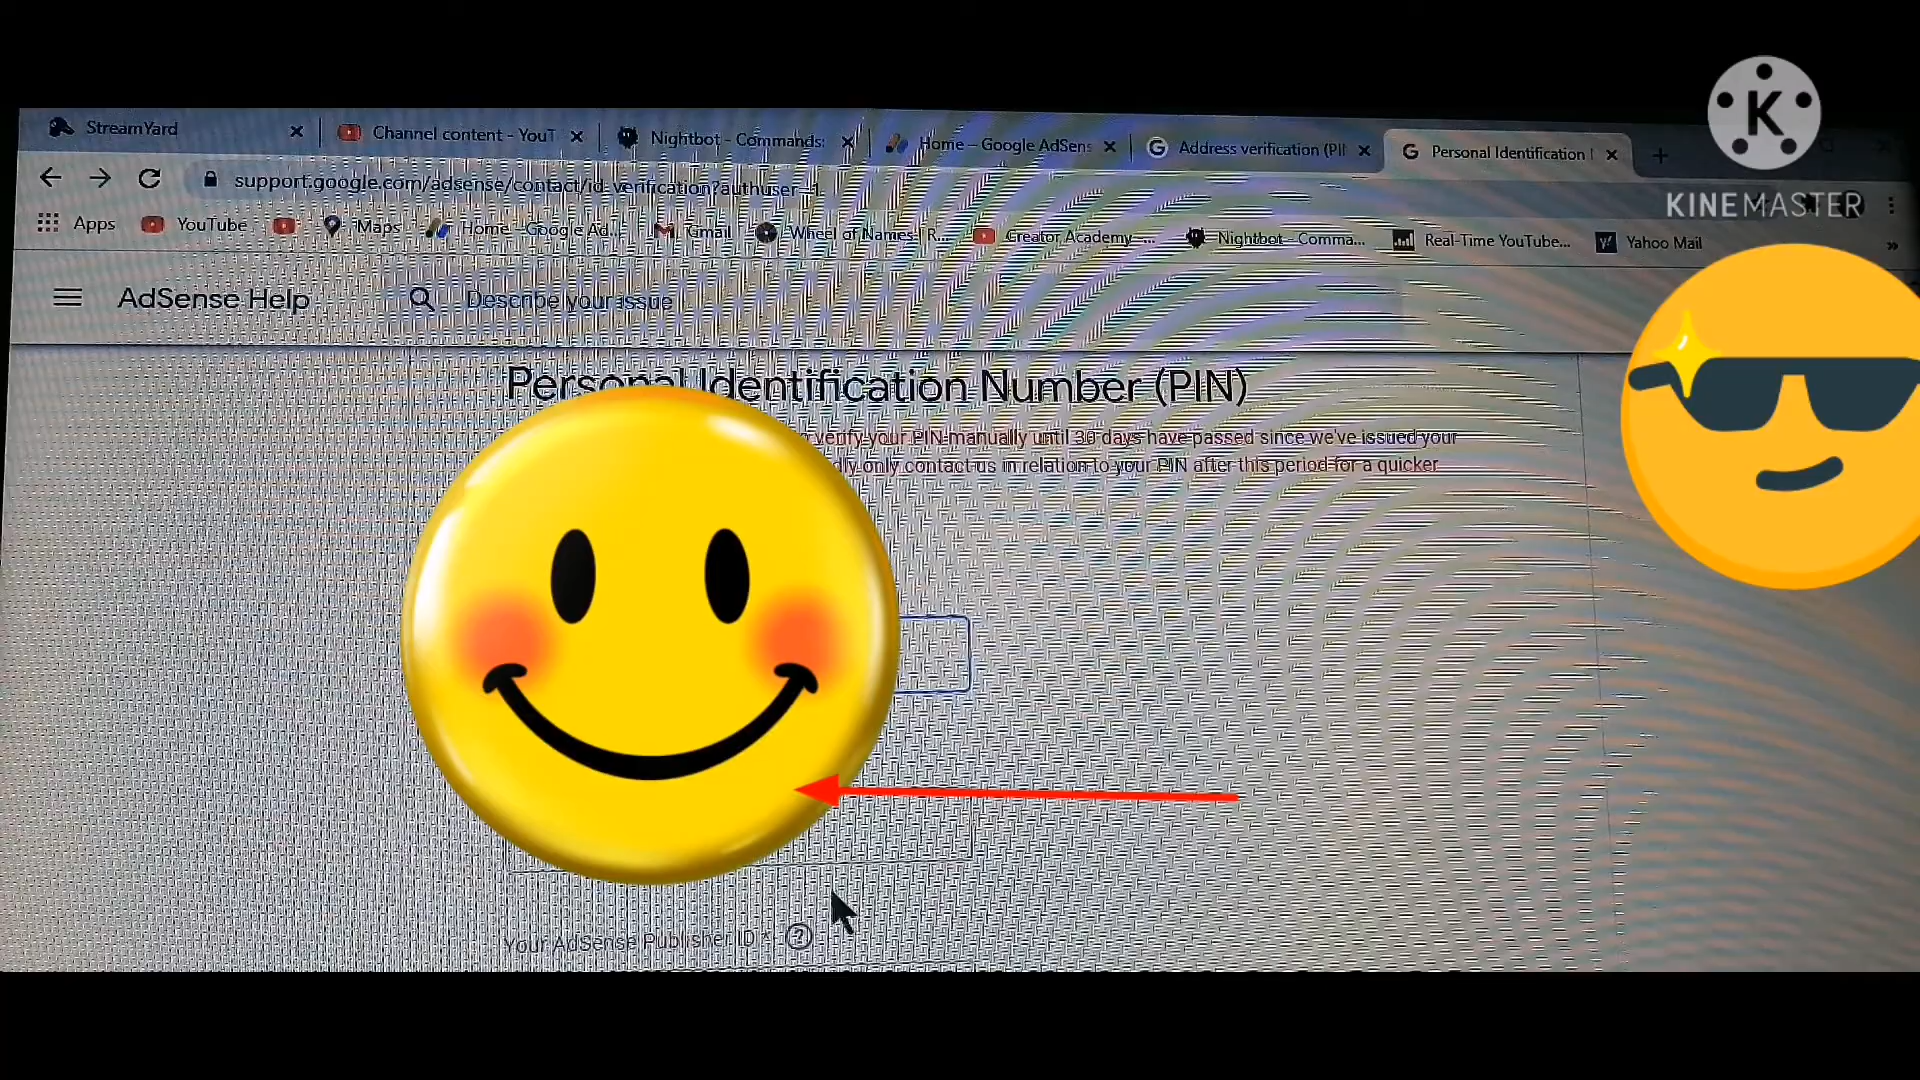 StreamYard
Channel content - YouT
Nightbot - Commands:
Home – Google AdSens
Address verification (PII
Personal Identification
support.google.com/adsense/contact/id_verification?authuser=1
Apps
YouTube
Maps
Home - Google Ad...
Gmail
Wheel of Names | R...
Creator Academy -...
Nightbot - Comma...
Real-Time YouTube...
Yahoo Mail
»
K
KINEMASTER
AdSense Help
Describe your issue
Personal Identification Number (PIN)
verify your PIN manually until 30 days have passed since we've issued your
only contact us in relation to your PIN after this period for a quicker
Your AdSense Publisher ID * ?